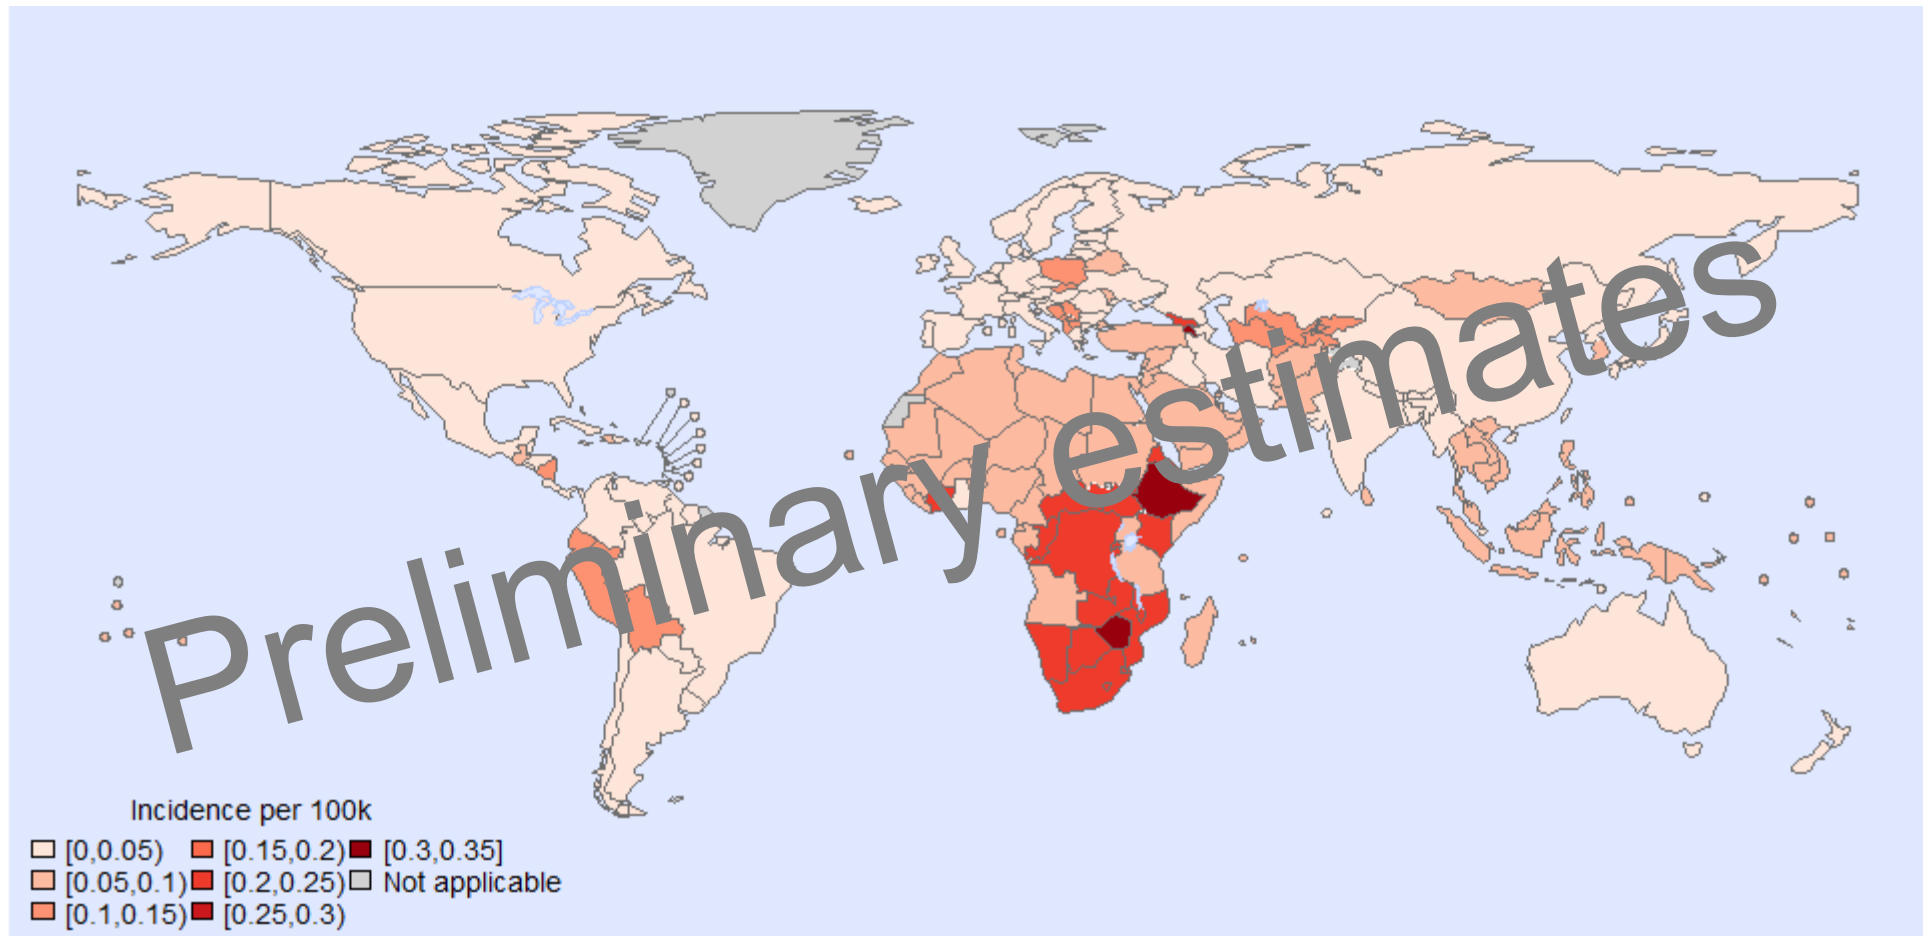 Preliminary estimates
Incidence per 100k
[0,0.05) [0.15,0.2) [0.3,0.35]
[0.05,0.1) [0.2,0.25) Not applicable
[0.1,0.15) [0.25,0.3)